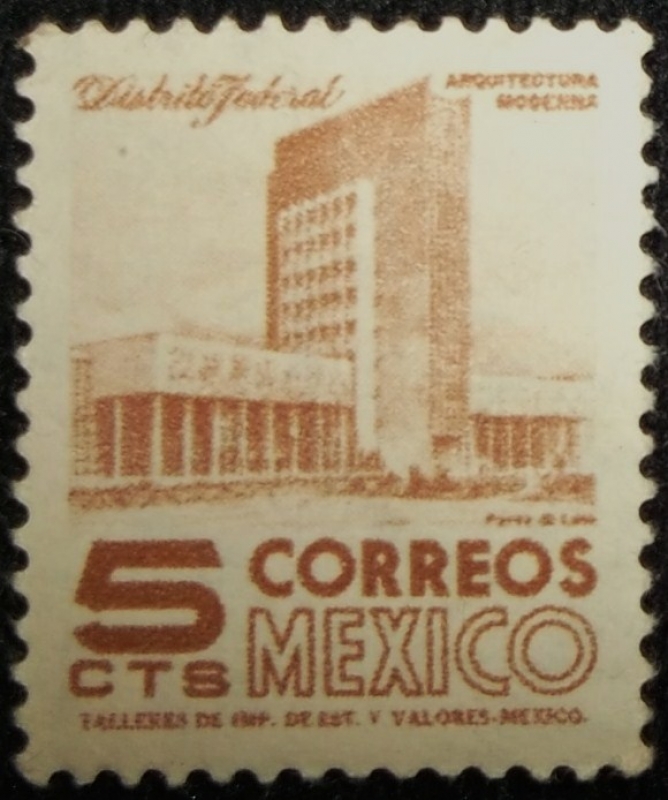 Distrito Federal
ARQUITECTURA
MODERNA
5
CTS
CORREOS
MEXICO
TALLERES DE IMP. DE EST. Y VALORES-MEXICO.